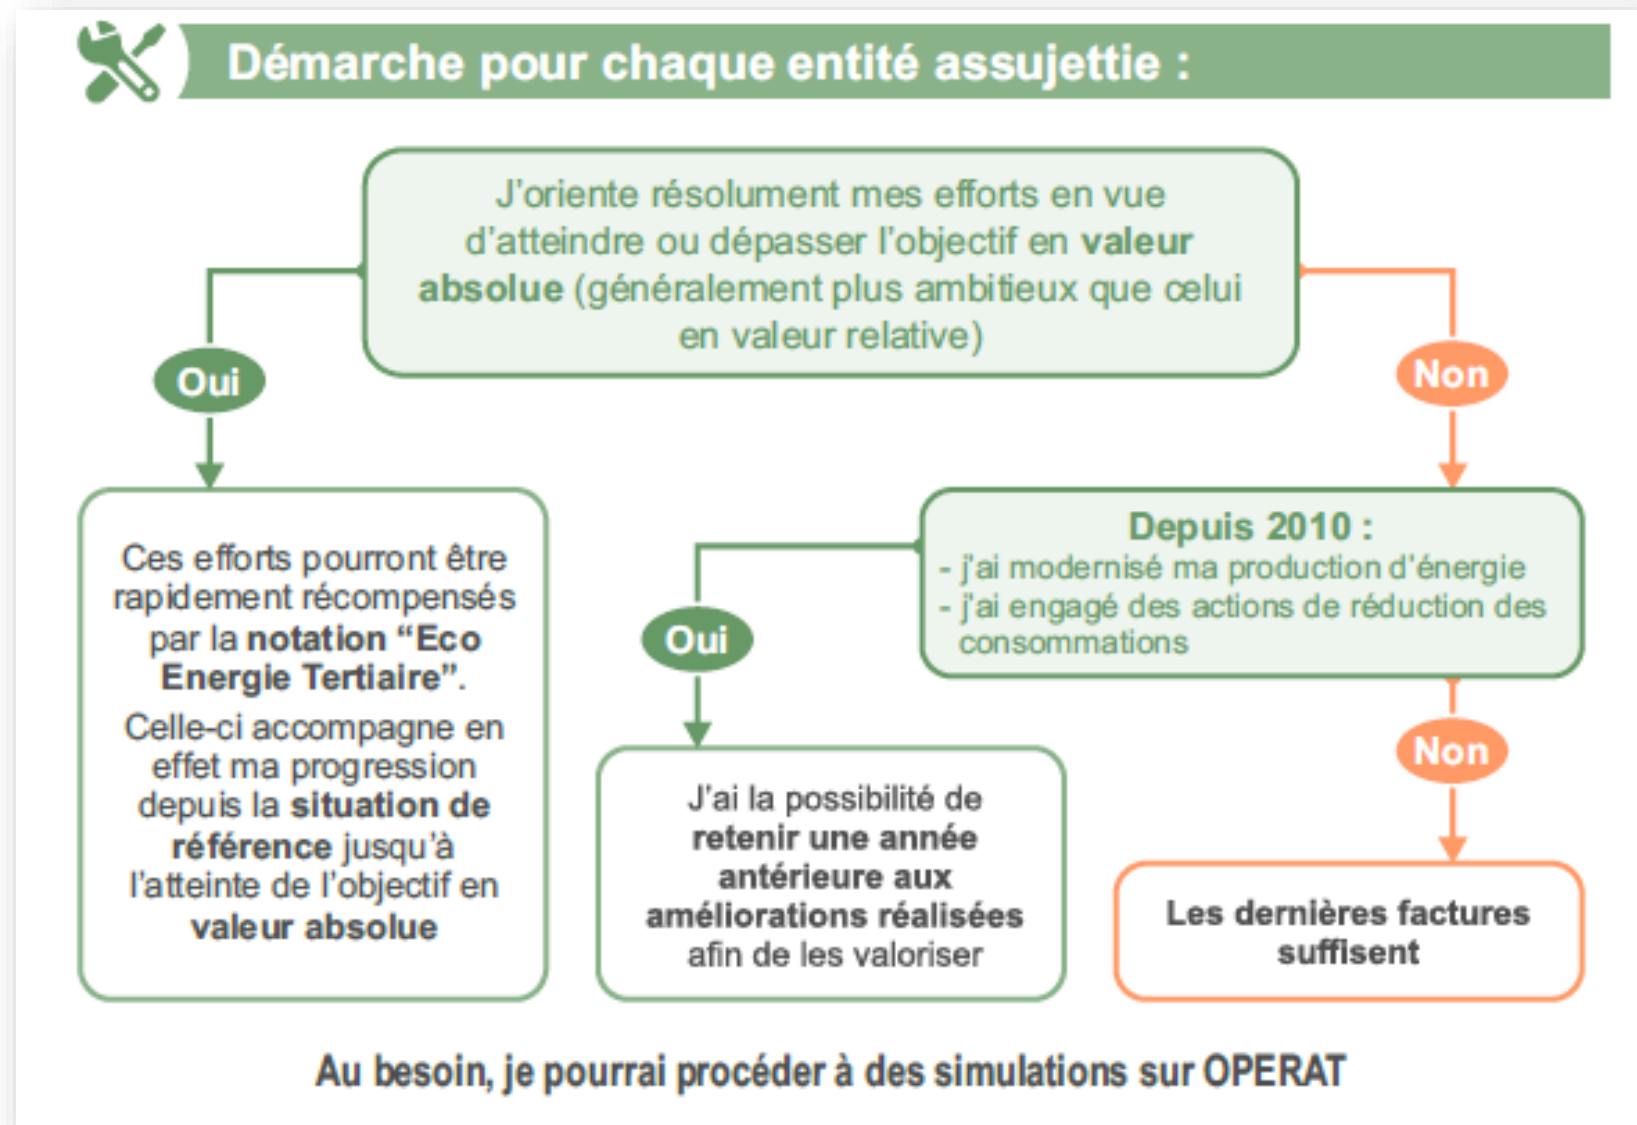 Démarche pour chaque entité assujettie :
J'oriente résolument mes efforts en vue
d'atteindre ou dépasser l'objectif en valeur
absolue (généralement plus ambitieux que celui
en valeur relative)
Oui
Non
Ces efforts pourront être
rapidement récompensés
par la notation “Eco
Energie Tertiaire”.
Celle-ci accompagne en
effet ma progression
depuis la situation de
référence jusqu'à
l'atteinte de l'objectif en
valeur absolue
Depuis 2010 :
- j'ai modernisé ma production d'énergie
- j'ai engagé des actions de réduction des
consommations
Oui
Non
J'ai la possibilité de
retenir une année
antérieure aux
améliorations réalisées
afin de les valoriser
Les dernières factures
suffisent
Au besoin, je pourrai procéder à des simulations sur OPERAT